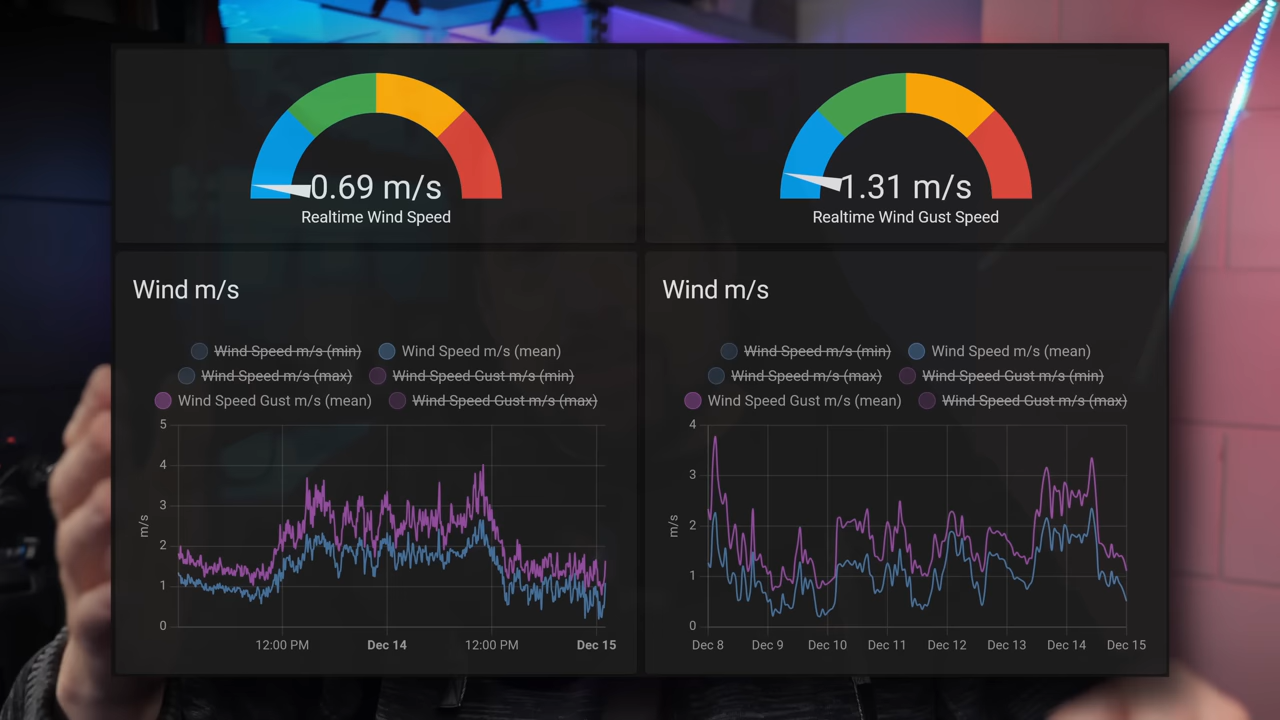 0.69 m/s
Realtime Wind Speed
1.31 m/s
Realtime Wind Gust Speed
Wind m/s
Wind Speed m/s (min) Wind Speed m/s (mean)
Wind Speed m/s (max) Wind Speed Gust m/s (min)
Wind Speed Gust m/s (mean) Wind Speed Gust m/s (max)
5
4
3
2
1
0
m/s
12:00 PM Dec 14 12:00 PM Dec 15
Wind m/s
Wind Speed m/s (min) Wind Speed m/s (mean)
Wind Speed m/s (max) Wind Speed Gust m/s (min)
Wind Speed Gust m/s (mean) Wind Speed Gust m/s (max)
4
3
2
1
0
m/s
Dec 8 Dec 9 Dec 10 Dec 11 Dec 12 Dec 13 Dec 14 Dec 15